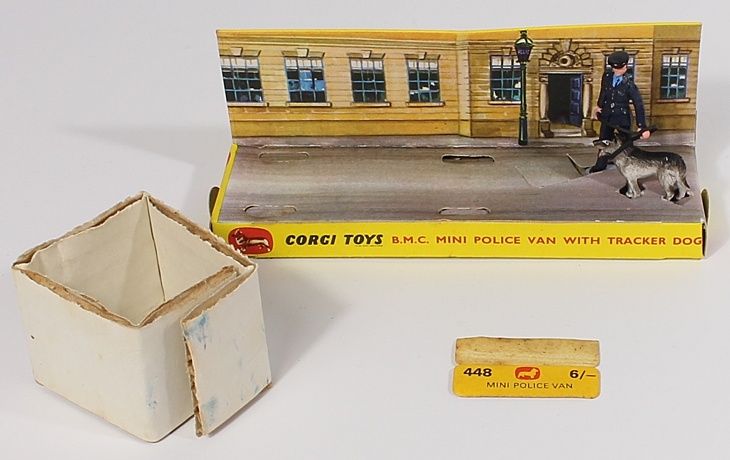 CORGI TOYS B.M.C. MINI POLICE VAN WITH TRACKER DOG
448 6/–
MINI POLICE VAN